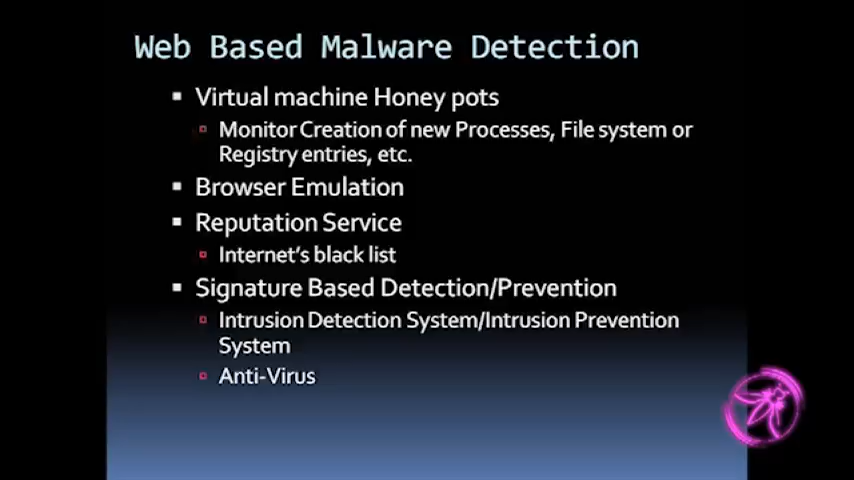 Web Based Malware Detection
Virtual machine Honey pots
Monitor Creation of new Processes, File system or
Registry entries, etc.
Browser Emulation
Reputation Service
Internet's black list
Signature Based Detection/Prevention
Intrusion Detection System/Intrusion Prevention
System
Anti-Virus